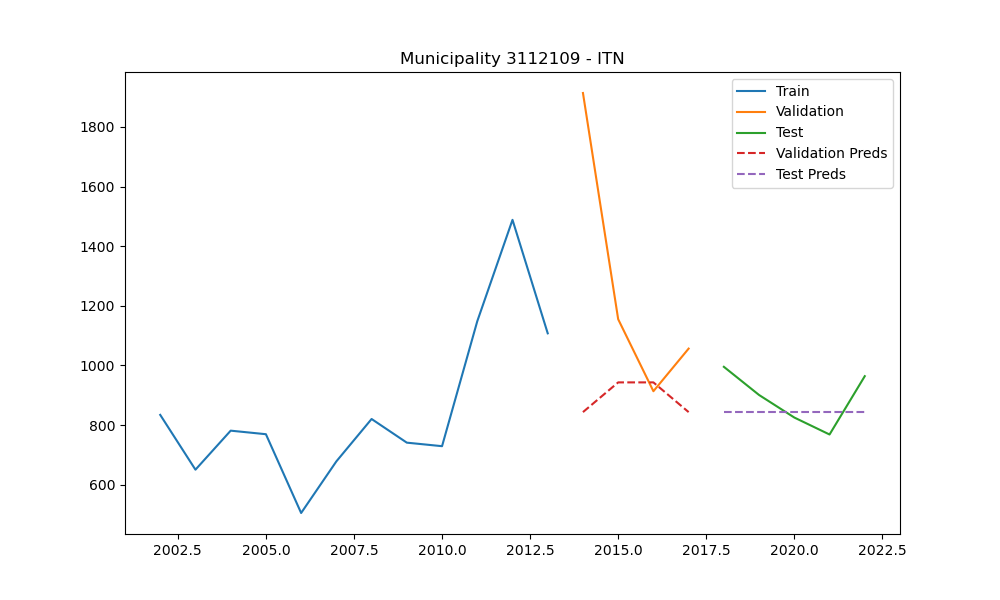 Municipality 3112109 - ITN
Train
Validation
Test
Validation Preds
Test Preds
1800
1600
1400
1200
1000
800
600
2002.5 2005.0 2007.5 2010.0 2012.5 2015.0 2017.5 2020.0 2022.5